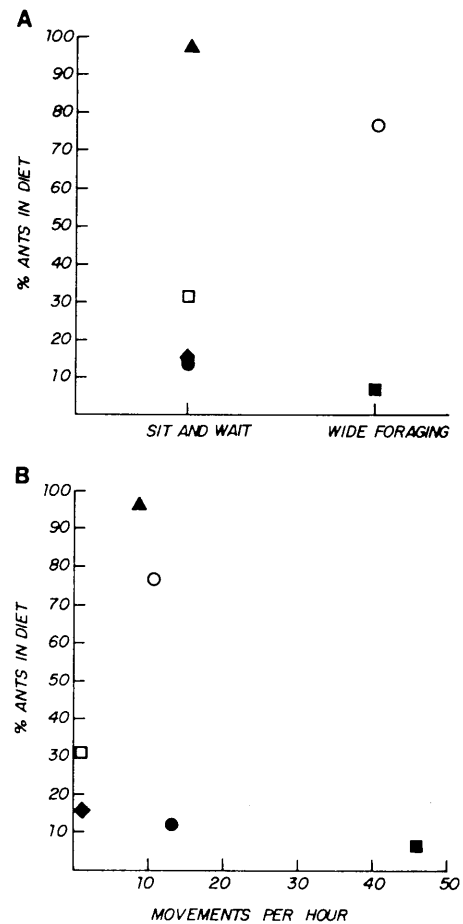 A
100
90
80
70
60
50
40
30
20
10
% ANTS IN DIET
SIT AND WAIT WIDE FORAGING
B
100
90
80
70
60
50
40
30
20
10
% ANTS IN DIET
10 20 30 40 50
MOVEMENTS PER HOUR